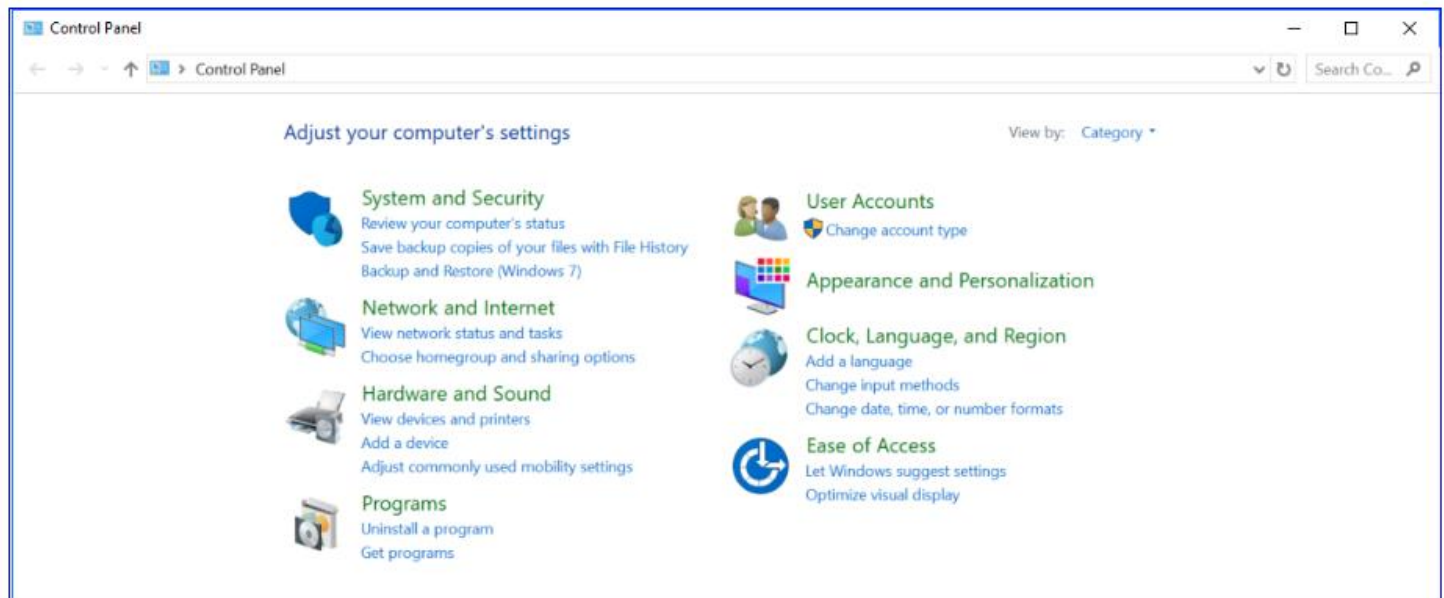 Control Panel
Control Panel
Search Co...
Adjust your computer's settings
View by: Category
System and Security
Review your computer's status
Save backup copies of your files with File History
Backup and Restore (Windows 7)
Network and Internet
View network status and tasks
Choose homegroup and sharing options
Hardware and Sound
View devices and printers
Add a device
Adjust commonly used mobility settings
Programs
Uninstall a program
Get programs
User Accounts
Change account type
Appearance and Personalization
Clock, Language, and Region
Add a language
Change input methods
Change date, time, or number formats
Ease of Access
Let Windows suggest settings
Optimize visual display